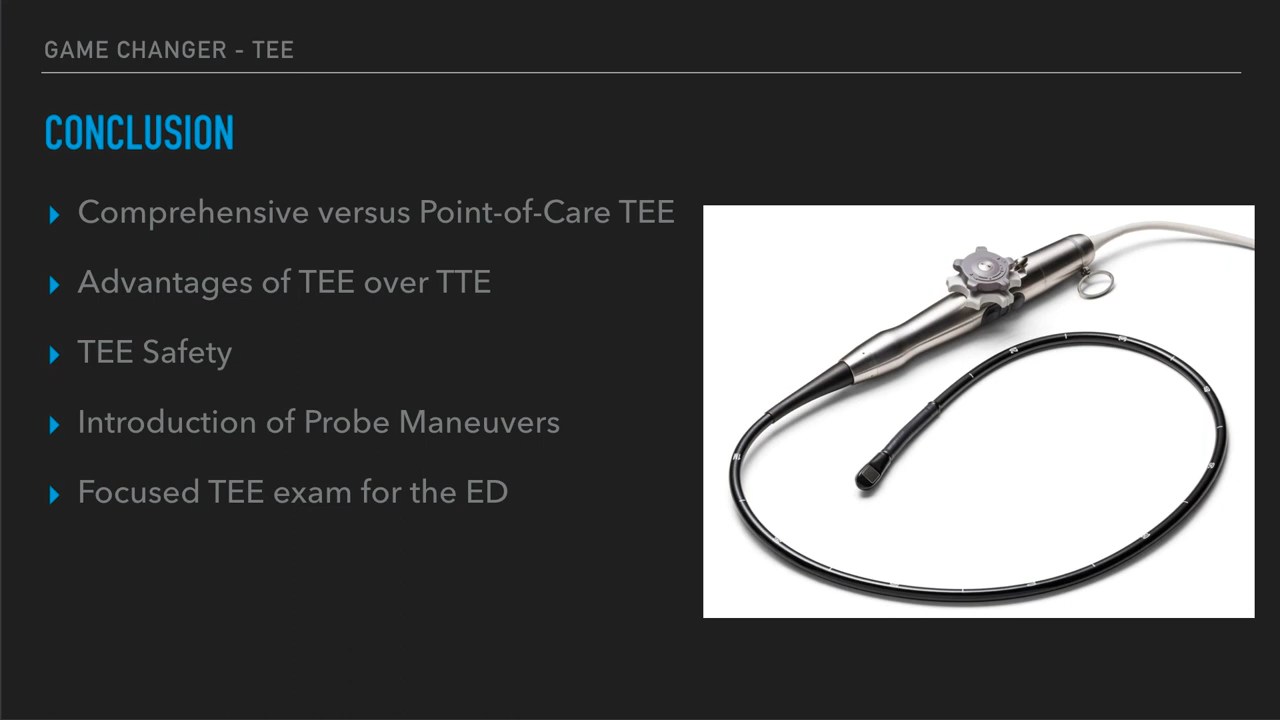 GAME CHANGER - TEE
CONCLUSION
Comprehensive versus Point-of-Care TEE
Advantages of TEE over TTE
TEE Safety
Introduction of Probe Maneuvers
Focused TEE exam for the ED